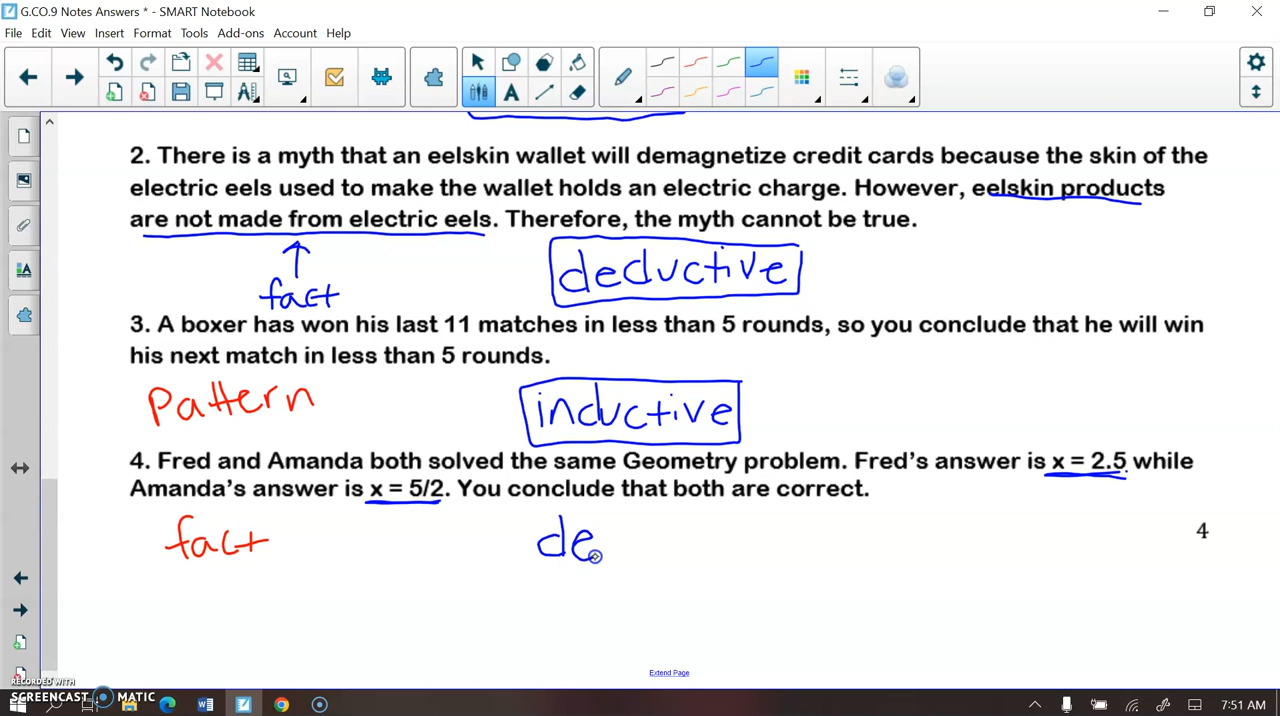 G.CO.9 Notes Answers * - SMART Notebook
File Edit View Insert Format Tools Add-ons Account Help
2. There is a myth that an eelskin wallet will demagnetize credit cards because the skin of the
electric eels used to make the wallet holds an electric charge. However, eelskin products
are not made from electric eels. Therefore, the myth cannot be true.
deductive
fact
3. A boxer has won his last 11 matches in less than 5 rounds, so you conclude that he will win
his next match in less than 5 rounds.
Pattern
inductive
4. Fred and Amanda both solved the same Geometry problem. Fred's answer is x = 2.5 while
Amanda's answer is x = 5/2. You conclude that both are correct.
fact
de
4
Extend Page
RECORDED WITH
SCREENCAST MATIC
7:51 AM